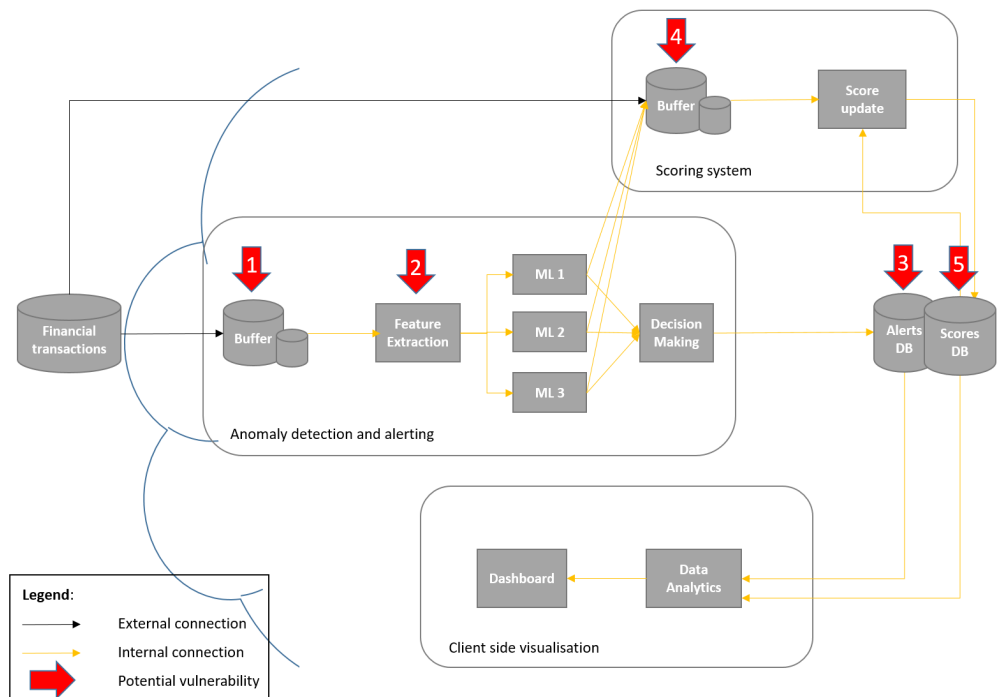 4
Buffer
Score
update
Scoring system
1
2
3
5
ML 1
Financial
transactions
Buffer
Feature
Extraction
ML 2
Decision
Making
Alerts
DB
Scores
DB
ML 3
Anomaly detection and alerting
Dashboard
Data
Analytics
Client side visualisation
Legend:
External connection
Internal connection
Potential vulnerability